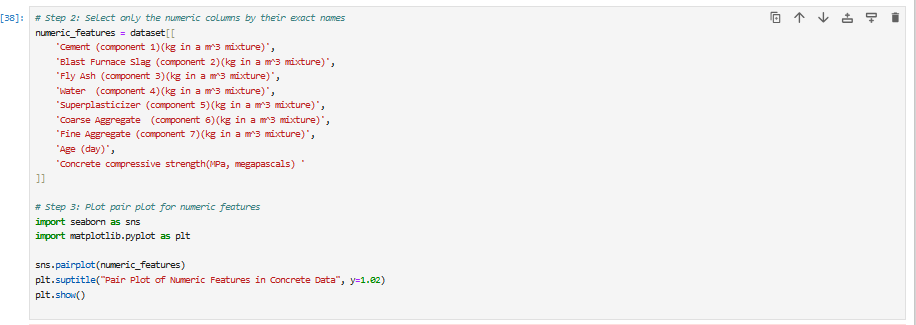 [38]: # Step 2: Select only the numeric columns by their exact names
numeric_features = dataset[[
    'Cement (component 1)(kg in a m^3 mixture)',
    'Blast Furnace Slag (component 2)(kg in a m^3 mixture)',
    'Fly Ash (component 3)(kg in a m^3 mixture)',
    'Water  (component 4)(kg in a m^3 mixture)',
    'Superplasticizer (component 5)(kg in a m^3 mixture)',
    'Coarse Aggregate  (component 6)(kg in a m^3 mixture)',
    'Fine Aggregate (component 7)(kg in a m^3 mixture)',
    'Age (day)',
    'Concrete compressive strength(MPa, megapascals) '
]]
# Step 3: Plot pair plot for numeric features
import seaborn as sns
import matplotlib.pyplot as plt
sns.pairplot(numeric_features)
plt.suptitle("Pair Plot of Numeric Features in Concrete Data", y=1.02)
plt.show()